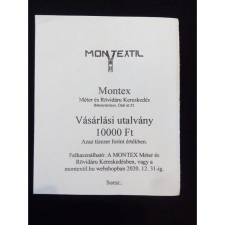 MONTEXTIL
Montex
Méter és Rövidáru Kereskedés
Vásárlási utalvány
10000 Ft
Azaz tízezer forint értékben.
Felhasználható: A MONTEX Méter és
Rövidáru Kereskedésben, vagy a
montextil.hu webshopban 2020. 12. 31-ig.
Sorsz.: